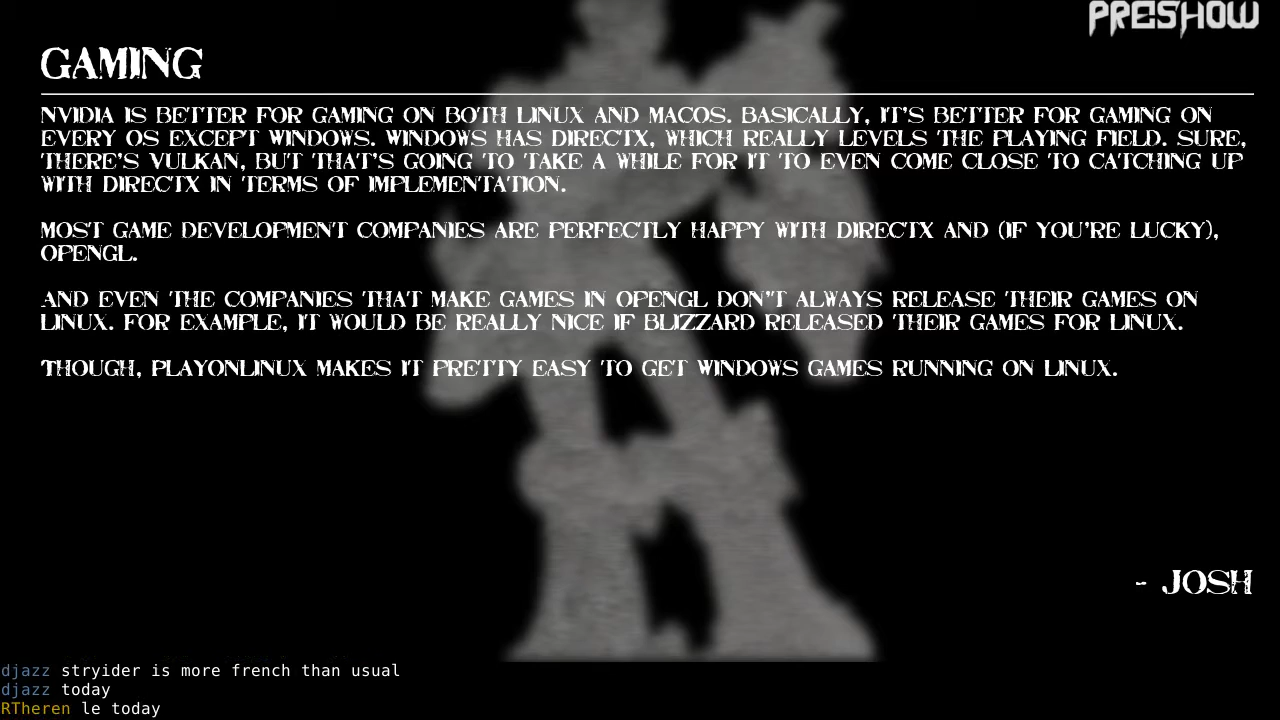 PRESHOW
GAMING
NVIDIA IS BETTER FOR GAMING ON BOTH LINUX AND MACOS. BASICALLY, IT'S BETTER FOR GAMING ON
EVERY OS EXCEPT WINDOWS. WINDOWS HAS DIRECTX, WHICH REALLY LEVELS THE PLAYING FIELD. SURE,
THERE'S VULKAN, BUT THAT'S GOING TO TAKE A WHILE FOR IT TO EVEN COME CLOSE TO CATCHING UP
WITH DIRECTX IN TERMS OF IMPLEMENTATION.
MOST GAME DEVELOPMENT COMPANIES ARE PERFECTLY HAPPY WITH DIRECTX AND (IF YOU'RE LUCKY),
OPENGL.
AND EVEN THE COMPANIES THAT MAKE GAMES IN OPENGL DON"T ALWAYS RELEASE THEIR GAMES ON
LINUX. FOR EXAMPLE, IT WOULD BE REALLY NICE IF BLIZZARD RELEASED THEIR GAMES FOR LINUX.
THOUGH, PLAYONLINUX MAKES IT PRETTY EASY TO GET WINDOWS GAMES RUNNING ON LINUX.
- JOSH
djazz stryider is more french than usual
djazz today
RTheren le today